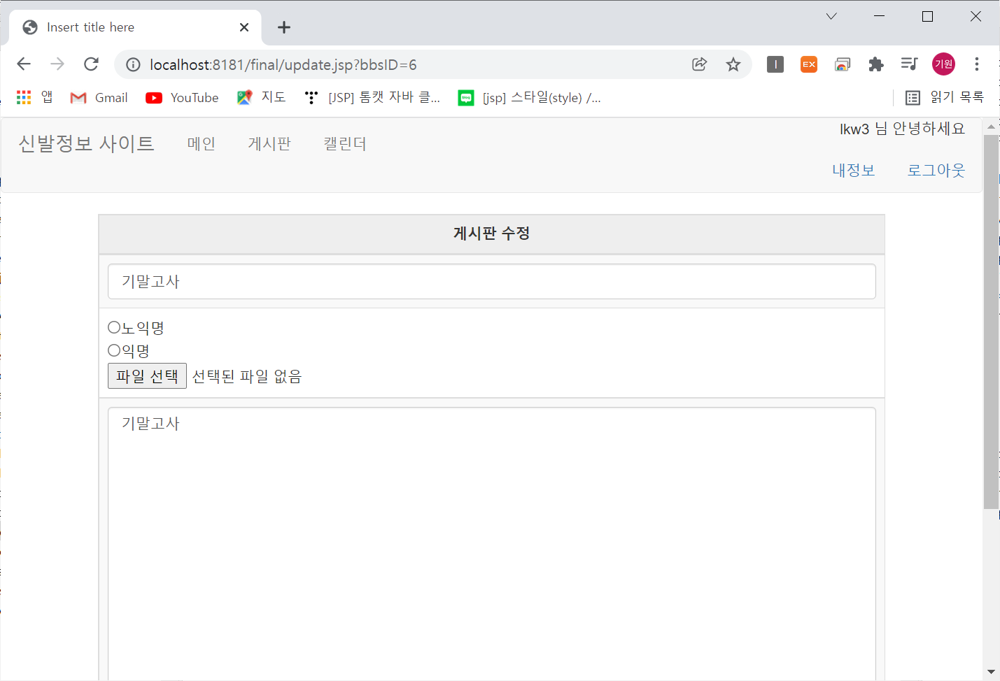 Insert title here
localhost:8181/final/update.jsp?bbsID=6
EX
기원
앱 Gmail YouTube 지도 [JSP] 톰캣 자바 클... blog [jsp] 스타일(style) /... 읽기 목록
lkw3 님 안녕하세요
신발정보 사이트 메인 게시판 캘린더
내정보 로그아웃
게시판 수정
기말고사
노익명
익명
파일 선택 선택된 파일 없음
기말고사